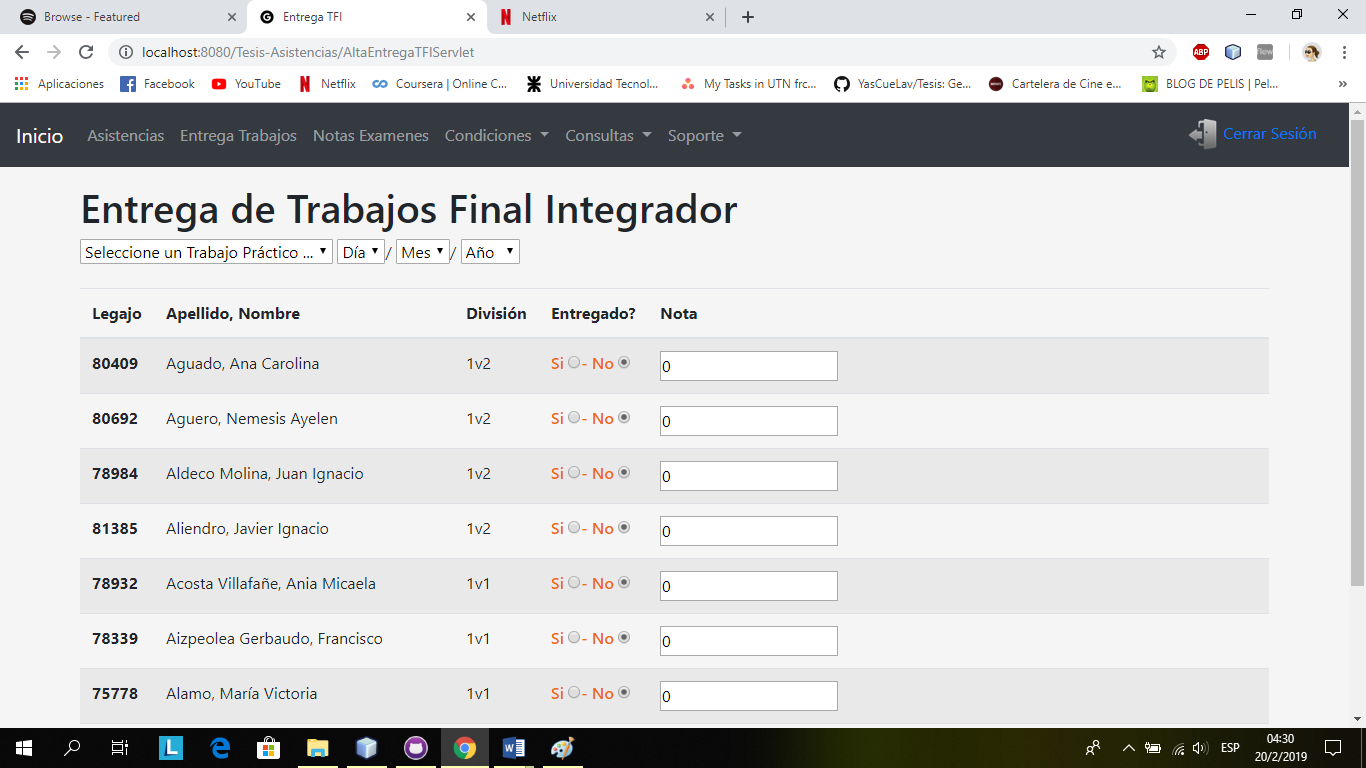 Browse - Featured Entrega TFI Netflix
localhost:8080/Tesis-Asistencias/AltaEntregaTFIServlet ABP
Aplicaciones Facebook YouTube Netflix Coursera | Online C... Universidad Tecnol... My Tasks in UTN frc... YasCueLav/Tesis: Ge... Cartelera de Cine e... BLOG DE PELIS | Pel... »
Inicio Asistencias Entrega Trabajos Notas Examenes Condiciones Consultas Soporte Cerrar Sesión
Entrega de Trabajos Final Integrador
Seleccione un Trabajo Práctico ... Día / Mes / Año
Legajo Apellido, Nombre División Entregado? Nota
80409 Aguado, Ana Carolina 1v2 Si - No 0
80692 Aguero, Nemesis Ayelen 1v2 Si - No 0
78984 Aldeco Molina, Juan Ignacio 1v2 Si - No 0
81385 Aliendro, Javier Ignacio 1v2 Si - No 0
78932 Acosta Villafañe, Ania Micaela 1v1 Si - No 0
78339 Aizpeolea Gerbaudo, Francisco 1v1 Si - No 0
75778 Alamo, María Victoria 1v1 Si - No 0
ESP 04:30
20/2/2019